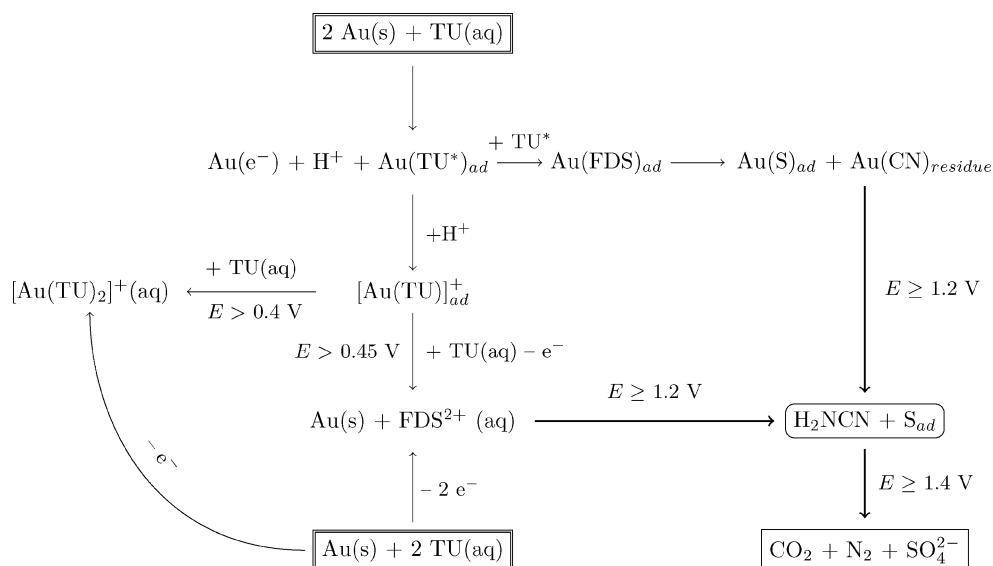 2 Au(s) + TU(aq)
+ TU*
Au(e⁻) + H⁺ + Au(TU*)ad Au(FDS)ad Au(S)ad + Au(CN)residue
+H⁺
+ TU(aq)
[Au(TU)₂]⁺(aq) [Au(TU)]⁺ad E ≥ 1.2 V
E > 0.4 V
E > 0.45 V + TU(aq) – e⁻
E ≥ 1.2 V
Au(s) + FDS²⁺ (aq) H₂NCN + Sad
– e⁻
– 2 e⁻ E ≥ 1.4 V
Au(s) + 2 TU(aq) CO₂ + N₂ + SO₄²⁻